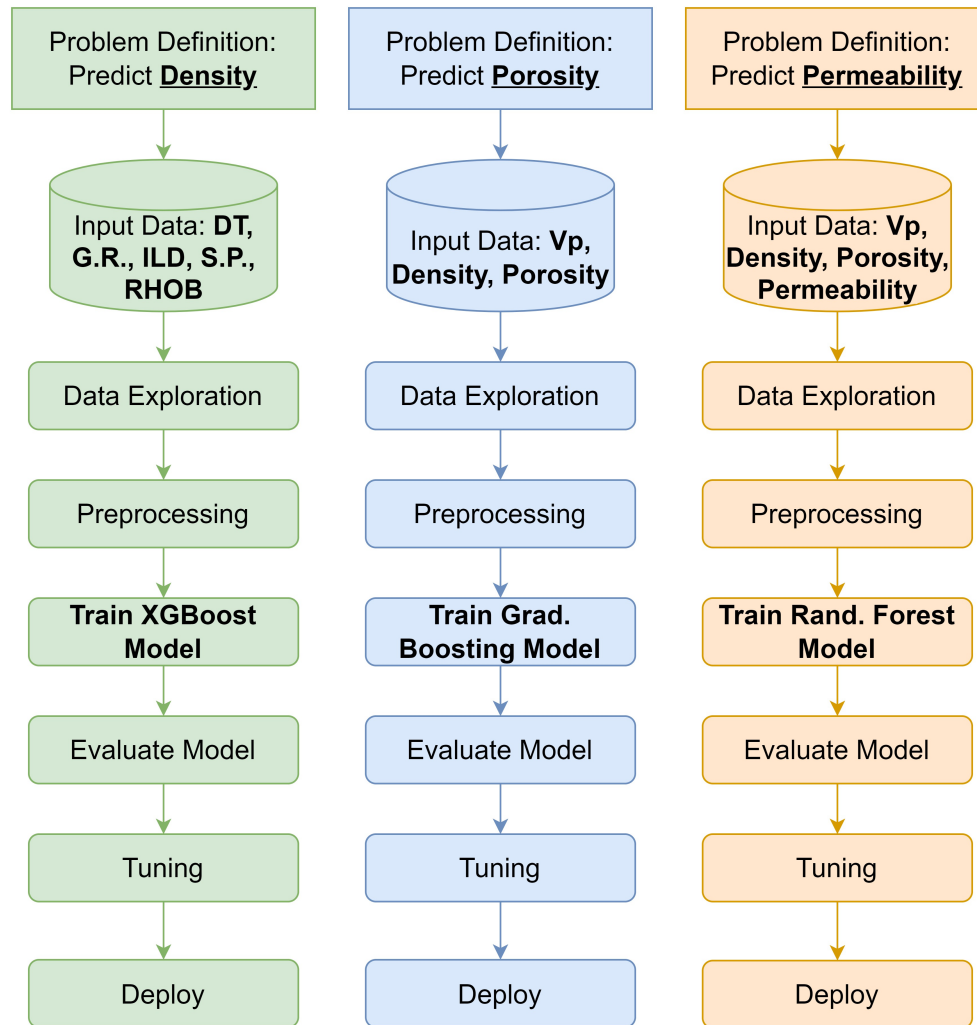 Problem Definition:
Predict Density
Input Data: DT,
G.R., ILD, S.P.,
RHOB
Data Exploration
Preprocessing
Train XGBoost
Model
Evaluate Model
Tuning
Deploy
Problem Definition:
Predict Porosity
Input Data: Vp,
Density, Porosity
Data Exploration
Preprocessing
Train Grad.
Boosting Model
Evaluate Model
Tuning
Deploy
Problem Definition:
Predict Permeability
Input Data: Vp,
Density, Porosity,
Permeability
Data Exploration
Preprocessing
Train Rand. Forest
Model
Evaluate Model
Tuning
Deploy